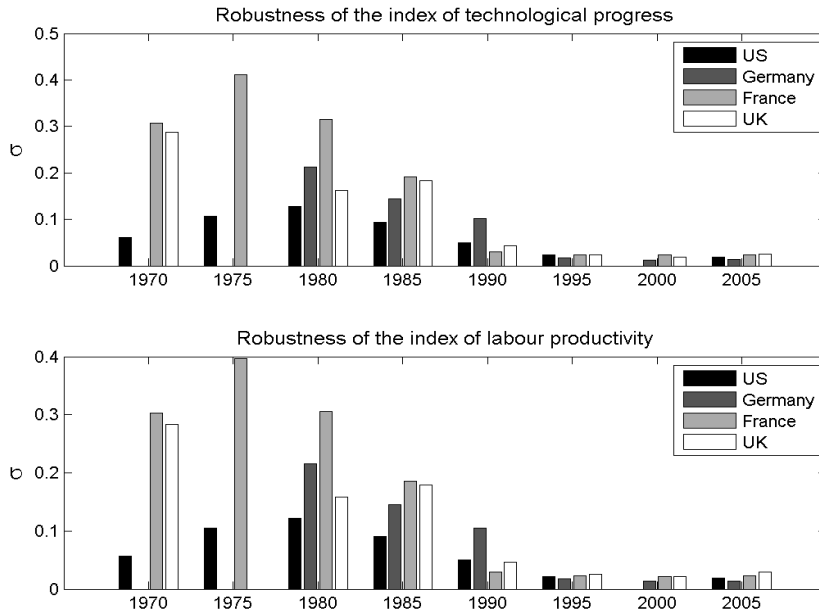 Robustness of the index of technological progress
0.5
0.4
0.3
0.2
0.1
0
σ
US
Germany
France
UK
1970 1975 1980 1985 1990 1995 2000 2005
Robustness of the index of labour productivity
0.4
0.3
0.2
0.1
0
σ
US
Germany
France
UK
1970 1975 1980 1985 1990 1995 2000 2005